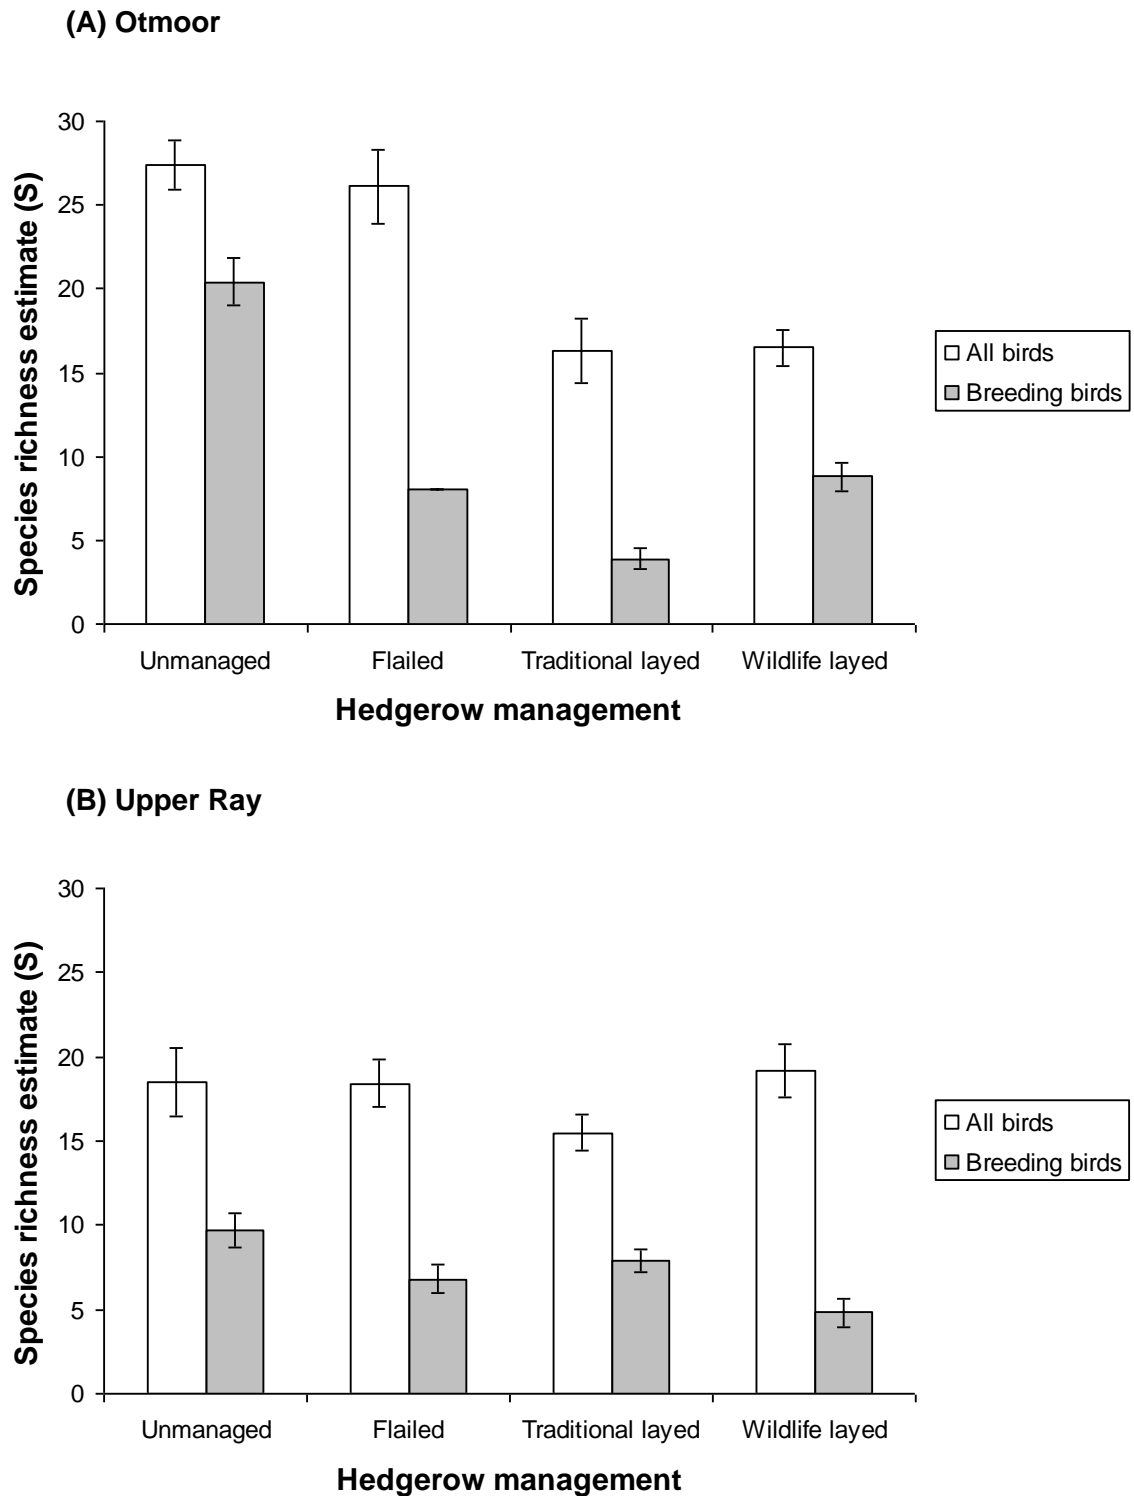 (A) Otmoor
30
25
20
15
10
5
0
Species richness estimate (S)
Unmanaged Flailed Traditional layed Wildlife layed
Hedgerow management
All birds
Breeding birds
(B) Upper Ray
30
25
20
15
10
5
0
Species richness estimate (S)
Unmanaged Flailed Traditional layed Wildlife layed
Hedgerow management
All birds
Breeding birds